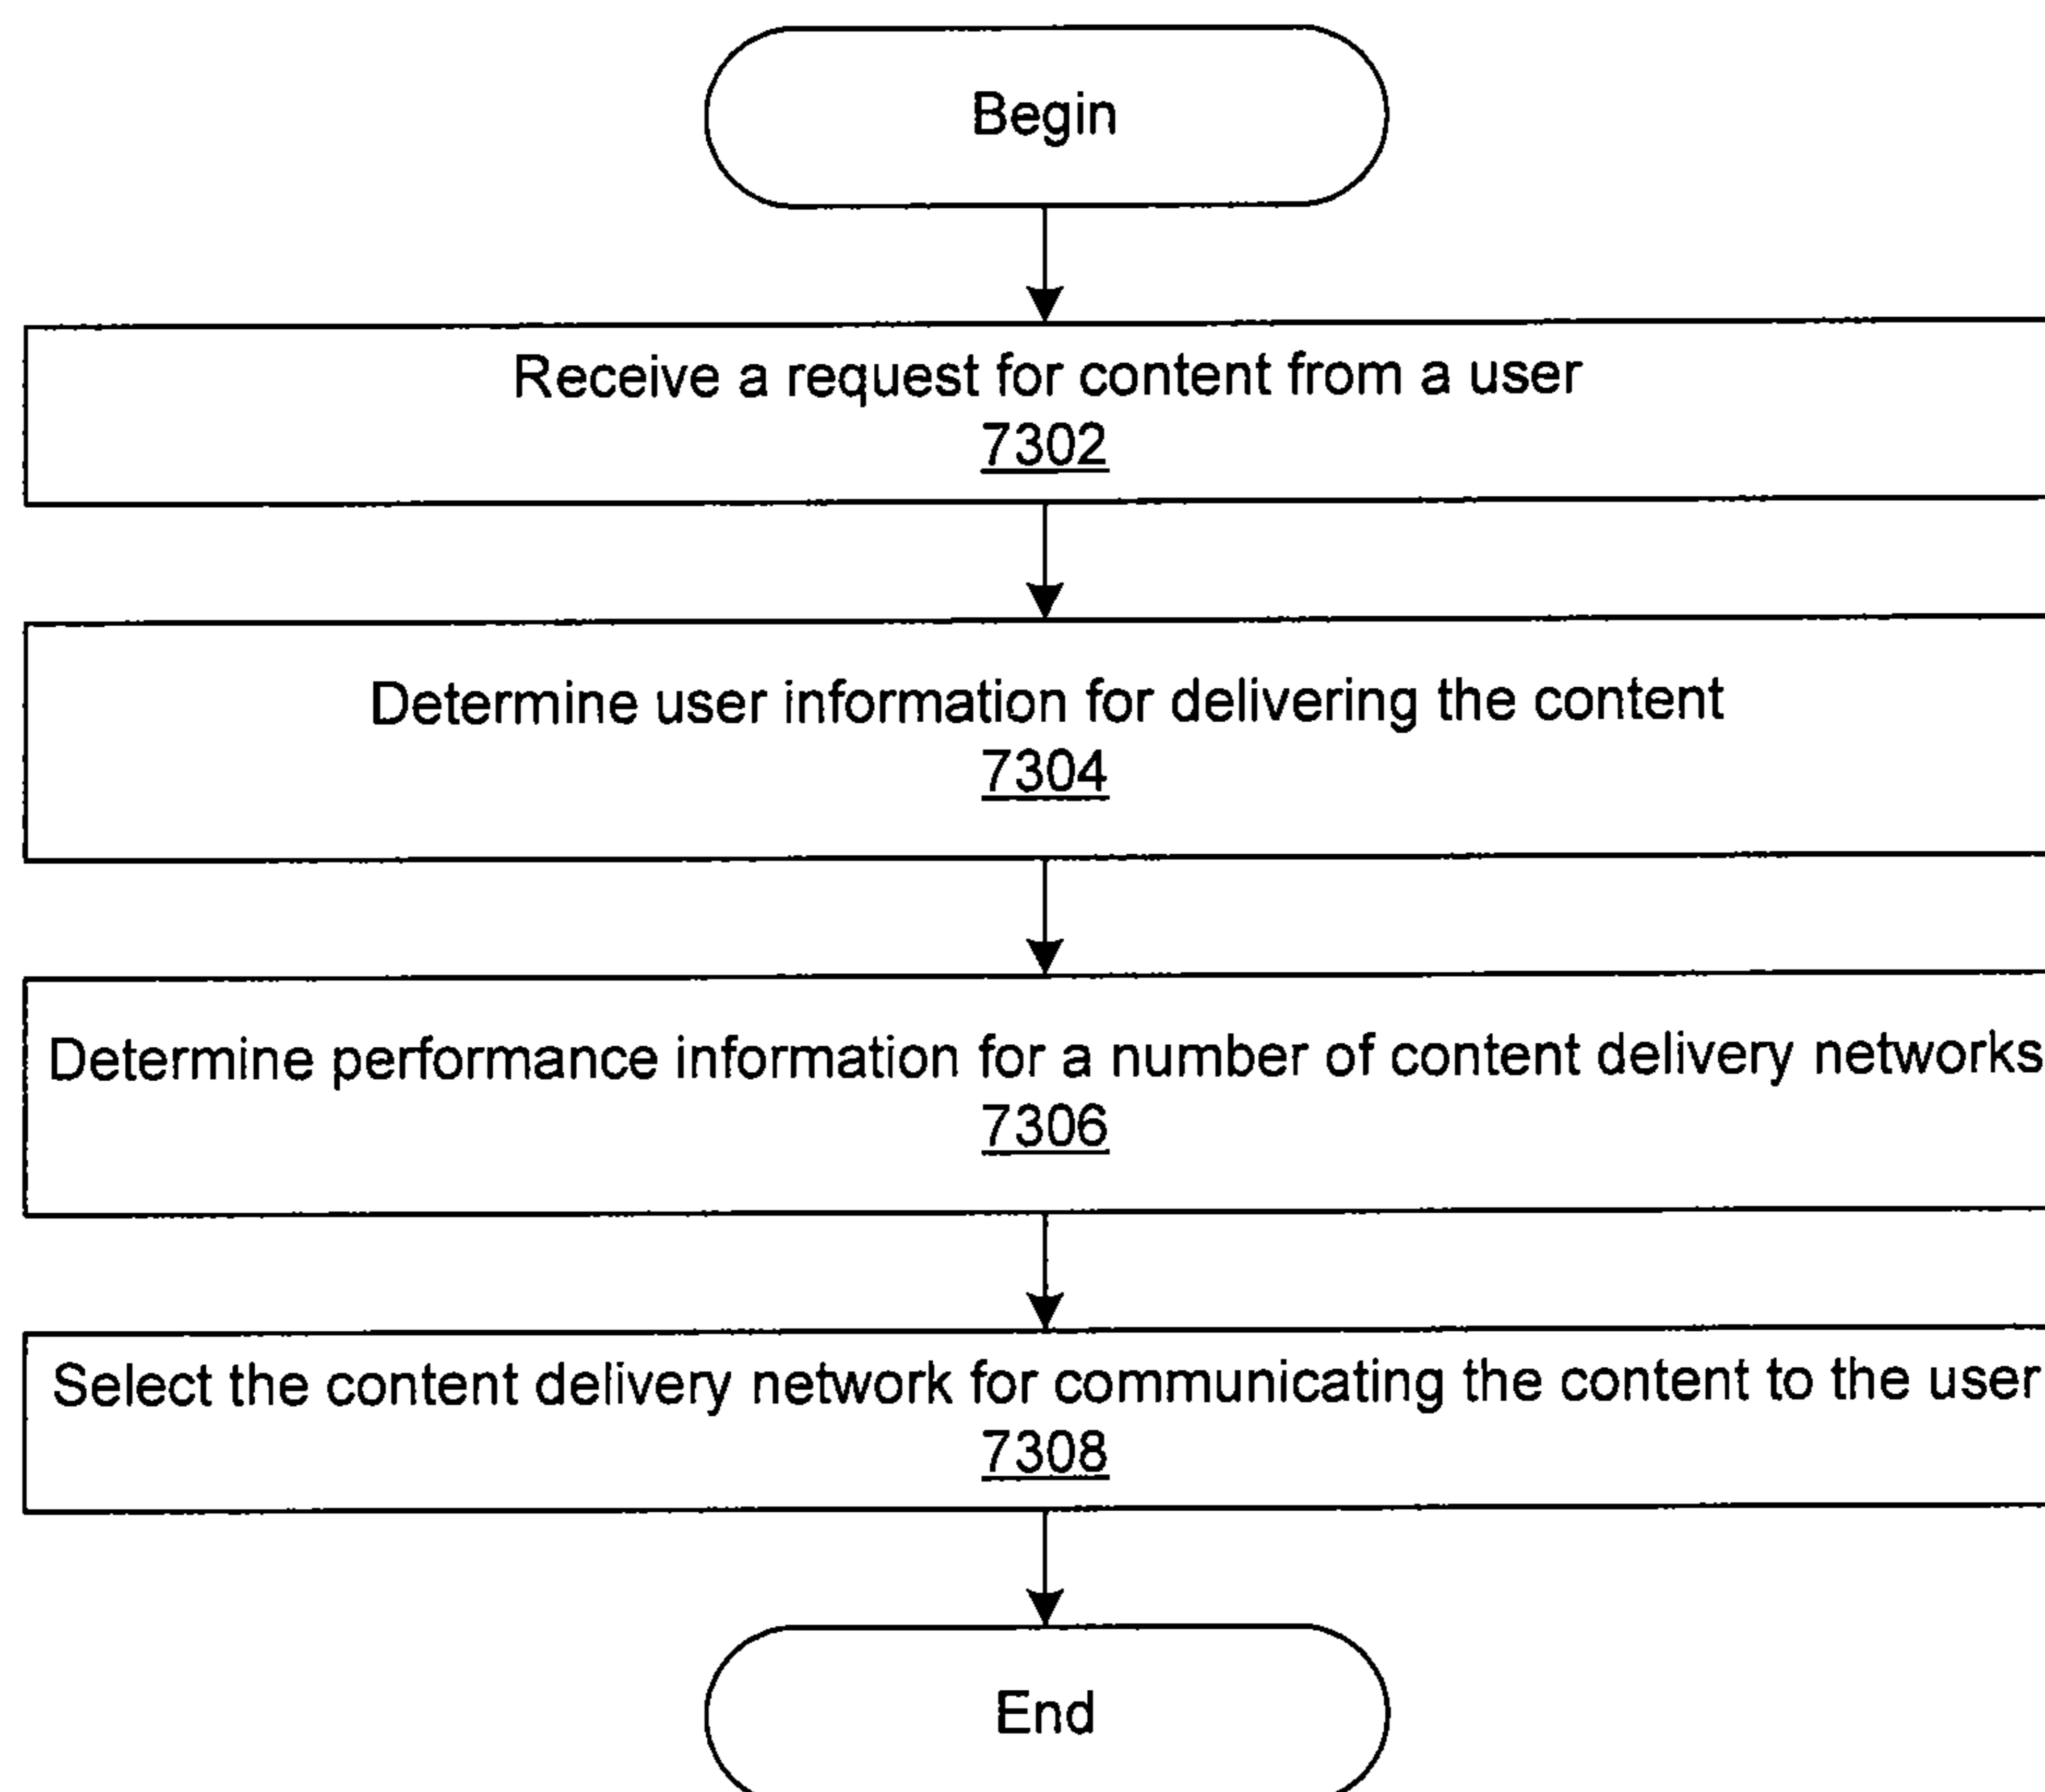 Begin
Receive a request for content from a user
7302
Determine user information for delivering the content
7304
Determine performance information for a number of content delivery networks
7306
Select the content delivery network for communicating the content to the user
7308
End